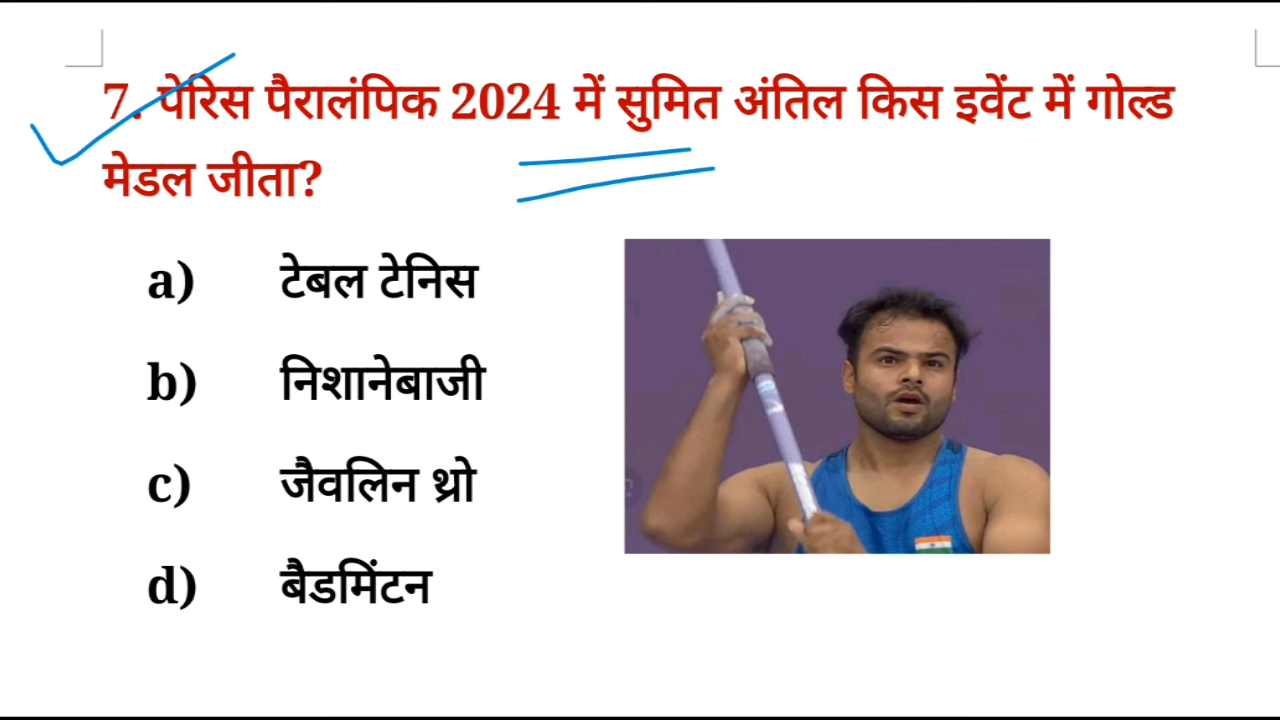 7. पेरिस पैरालंपिक 2024 में सुमित अंतिल किस इवेंट में गोल्ड
मेडल जीता?
a) टेबल टेनिस
b) निशानेबाजी
c) जैवलिन थ्रो
d) बैडमिंटन